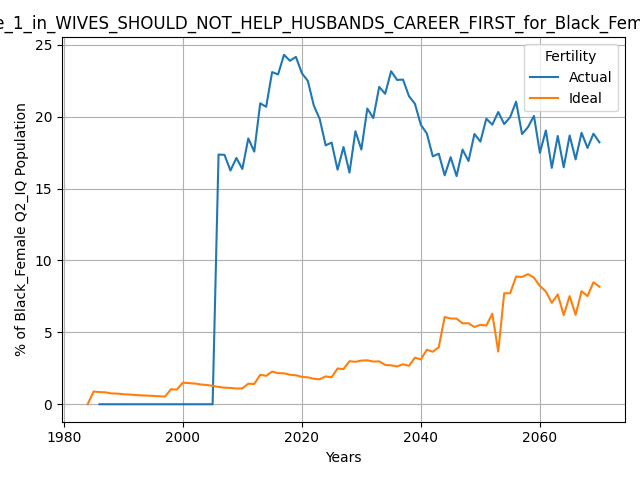 e_1_in_WIVES_SHOULD_NOT_HELP_HUSBANDS_CAREER_FIRST_for_Black_Fem
Fertility
Actual
Ideal
% of Black_Female Q2_IQ Population
25
20
15
10
5
0
1980 2000 2020 2040 2060
Years